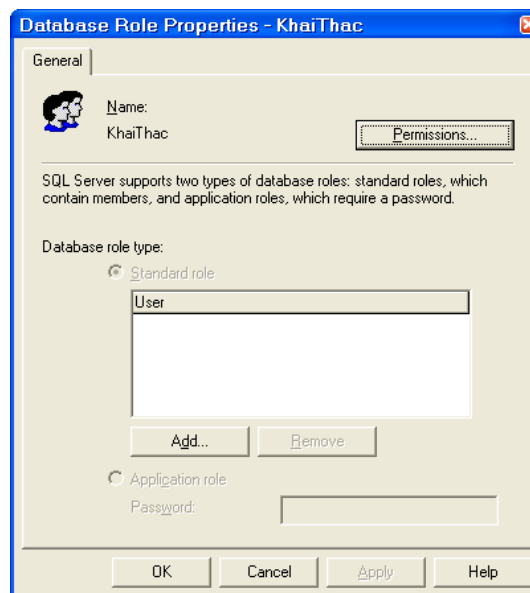 Database Role Properties - KhaiThac
General
Name:
KhaiThac
Permissions...
SQL Server supports two types of database roles: standard roles, which
contain members, and application roles, which require a password.
Database role type:
Standard role
User
Add...
Remove
Application role
Password:
OK
Cancel
Apply
Help